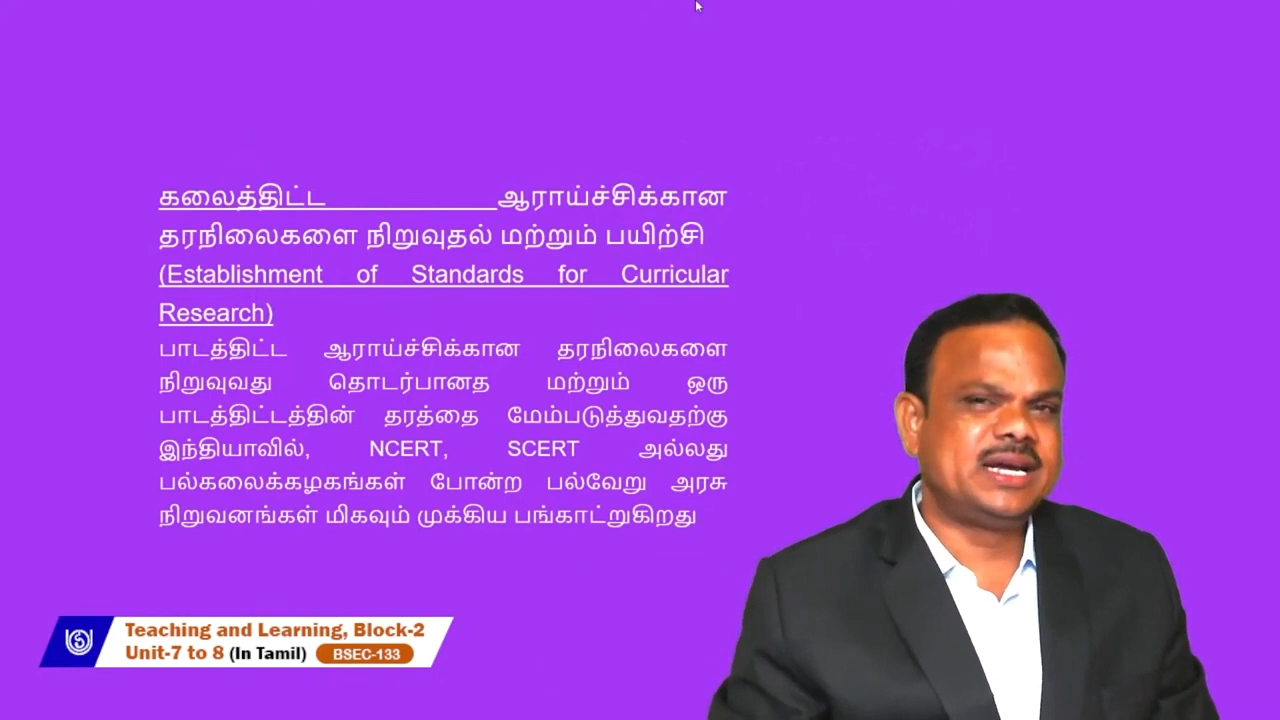 கலைத்திட்ட ஆராய்ச்சிக்கான
தரநிலைகளை நிறுவுதல் மற்றும் பயிற்சி
(Establishment of Standards for Curricular
Research)
பாடத்திட்ட ஆராய்ச்சிக்கான தரநிலைகளை
நிறுவுவது தொடர்பானத மற்றும் ஒரு
பாடத்திட்டத்தின் தரத்தை மேம்படுத்துவதற்கு
இந்தியாவில், NCERT, SCERT அல்லது
பல்கலைக்கழகங்கள் போன்ற பல்வேறு அரசு
நிறுவனங்கள் மிகவும் முக்கிய பங்காட்றுகிறது
Teaching and Learning, Block-2
Unit-7 to 8 (In Tamil) BSEC-133